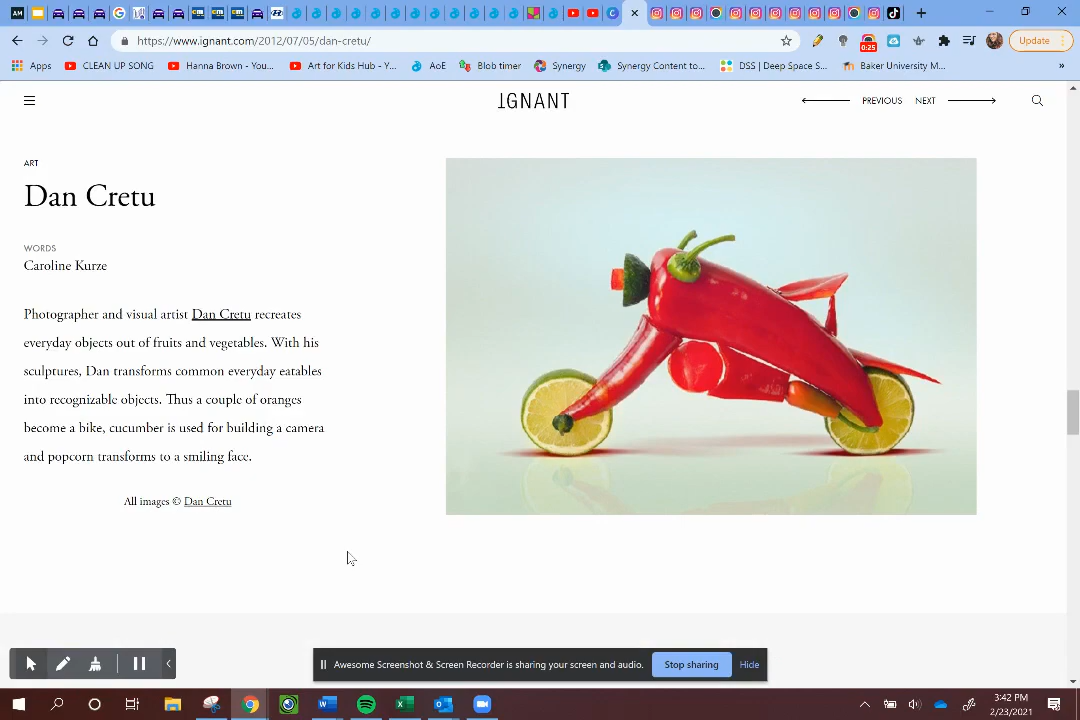 https://www.ignant.com/2012/07/05/dan-cretu/
0:25
Update
Apps
CLEAN UP SONG
Hanna Brown - You...
Art for Kids Hub - Y...
AoE
Blob timer
Synergy
Synergy Content to...
DSS | Deep Space S...
Baker University M...
»
IGNANT
PREVIOUS
NEXT
ART
Dan Cretu
WORDS
Caroline Kurze
Photographer and visual artist Dan Cretu recreates
everyday objects out of fruits and vegetables. With his
sculptures, Dan transforms common everyday eatables
into recognizable objects. Thus a couple of oranges
become a bike, cucumber is used for building a camera
and popcorn transforms to a smiling face.
All images © Dan Cretu
Awesome Screenshot & Screen Recorder is sharing your screen and audio.
Stop sharing
Hide
3:42 PM
2/23/2021